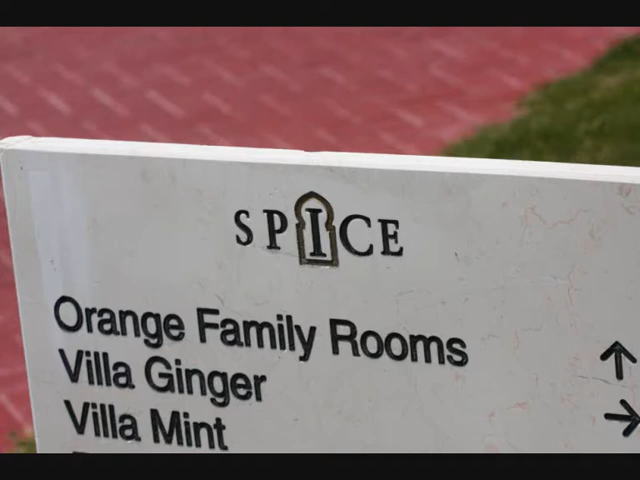 SPICE
Orange Family Rooms ↑
Villa Ginger
Villa Mint →